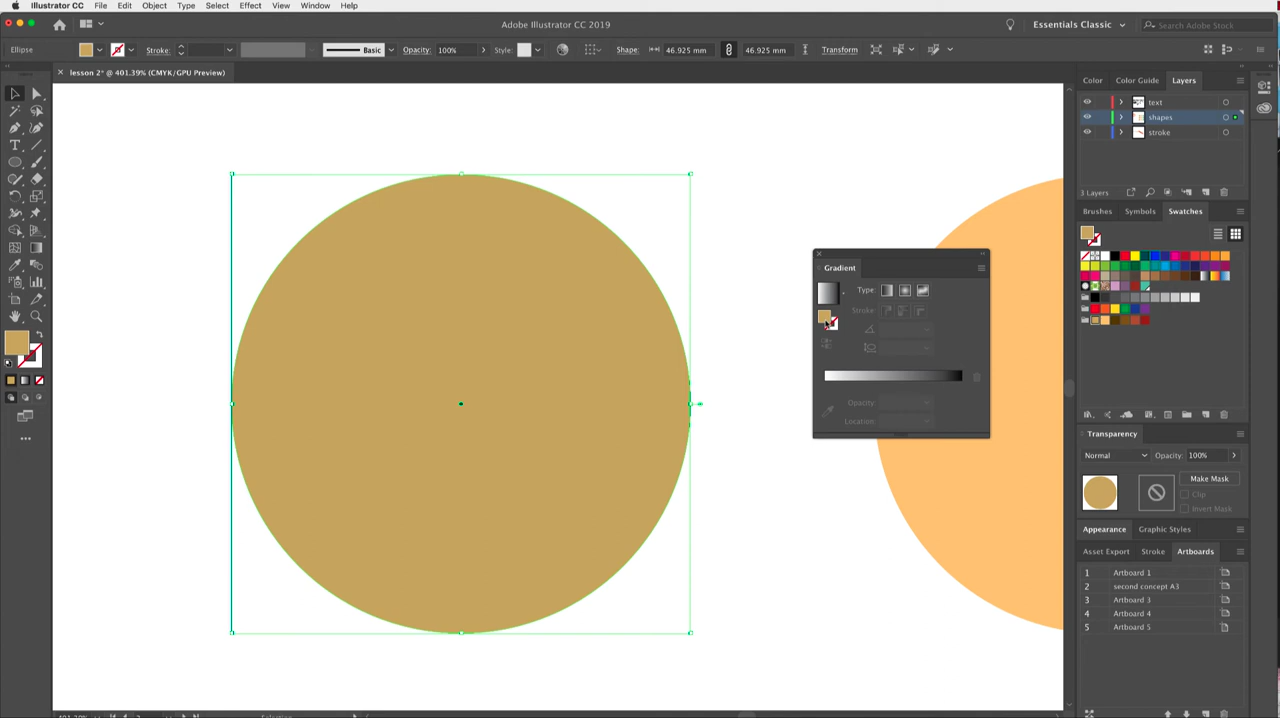 Illustrator CC File Edit Object Type Select Effect View Window Help
Adobe Illustrator CC 2019
Essentials Classic
Search Adobe Stock
Ellipse Stroke: Basic Opacity: 100% Style: Shape: 46.925 mm 46.925 mm Transform
lesson 2* @ 401.39% (CMYK/GPU Preview)
Color Color Guide Layers
text
shapes
stroke
3 Layers
Brushes Symbols Swatches
Gradient
Type:
Stroke:
Opacity:
Location:
Transparency
Normal Opacity: 100%
Make Mask
Clip
Invert Mask
Appearance Graphic Styles
Asset Export Stroke Artboards
1 Artboard 1
2 second concept A3
3 Artboard 3
4 Artboard 4
5 Artboard 5